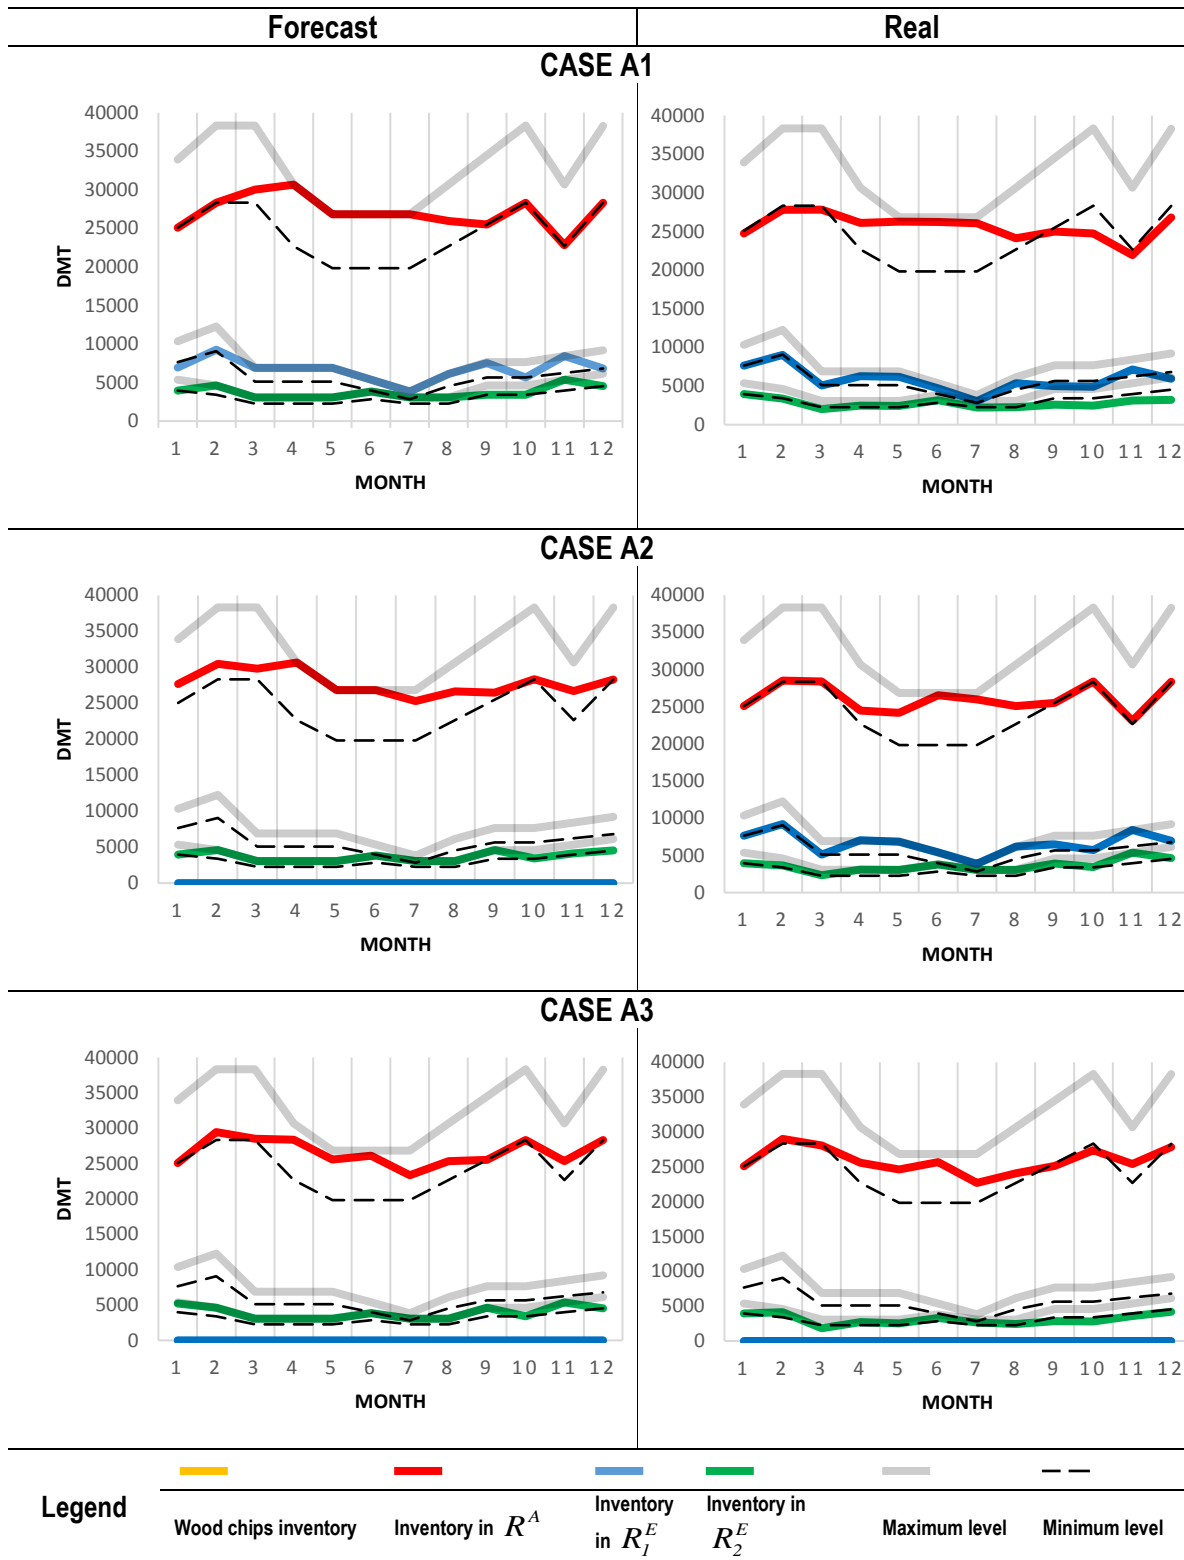 Forecast Real
CASE A1
40000
35000
30000
25000
20000
15000
10000
5000
0
DMT
1 2 3 4 5 6 7 8 9 10 11 12
MONTH
40000
35000
30000
25000
20000
15000
10000
5000
0
1 2 3 4 5 6 7 8 9 10 11 12
MONTH
CASE A2
40000
35000
30000
25000
20000
15000
10000
5000
0
DMT
1 2 3 4 5 6 7 8 9 10 11 12
MONTH
40000
35000
30000
25000
20000
15000
10000
5000
0
1 2 3 4 5 6 7 8 9 10 11 12
MONTH
CASE A3
40000
35000
30000
25000
20000
15000
10000
5000
0
DMT
1 2 3 4 5 6 7 8 9 10 11 12
MONTH
40000
35000
30000
25000
20000
15000
10000
5000
0
1 2 3 4 5 6 7 8 9 10 11 12
MONTH
Legend
Wood chips inventory
Inventory in R^A
Inventory
in R_1^E
Inventory in
R_2^E
Maximum level
Minimum level